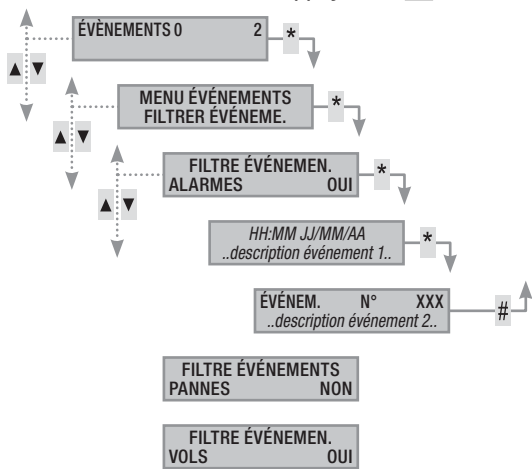 ÉVÈNEMENTS 0 2 *
▲ ▼
MENU ÉVÉNEMENTS *
FILTRER ÉVÉNEME.
▲ ▼
FILTRE ÉVÉNEMEN. *
ALARMES OUI
▲ ▼
HH:MM JJ/MM/AA *
..description événement 1..
ÉVÉNEM. N° XXX #
..description événement 2..
FILTRE ÉVÉNEMENTS
PANNES NON
FILTRE ÉVÉNEMEN.
VOLS OUI